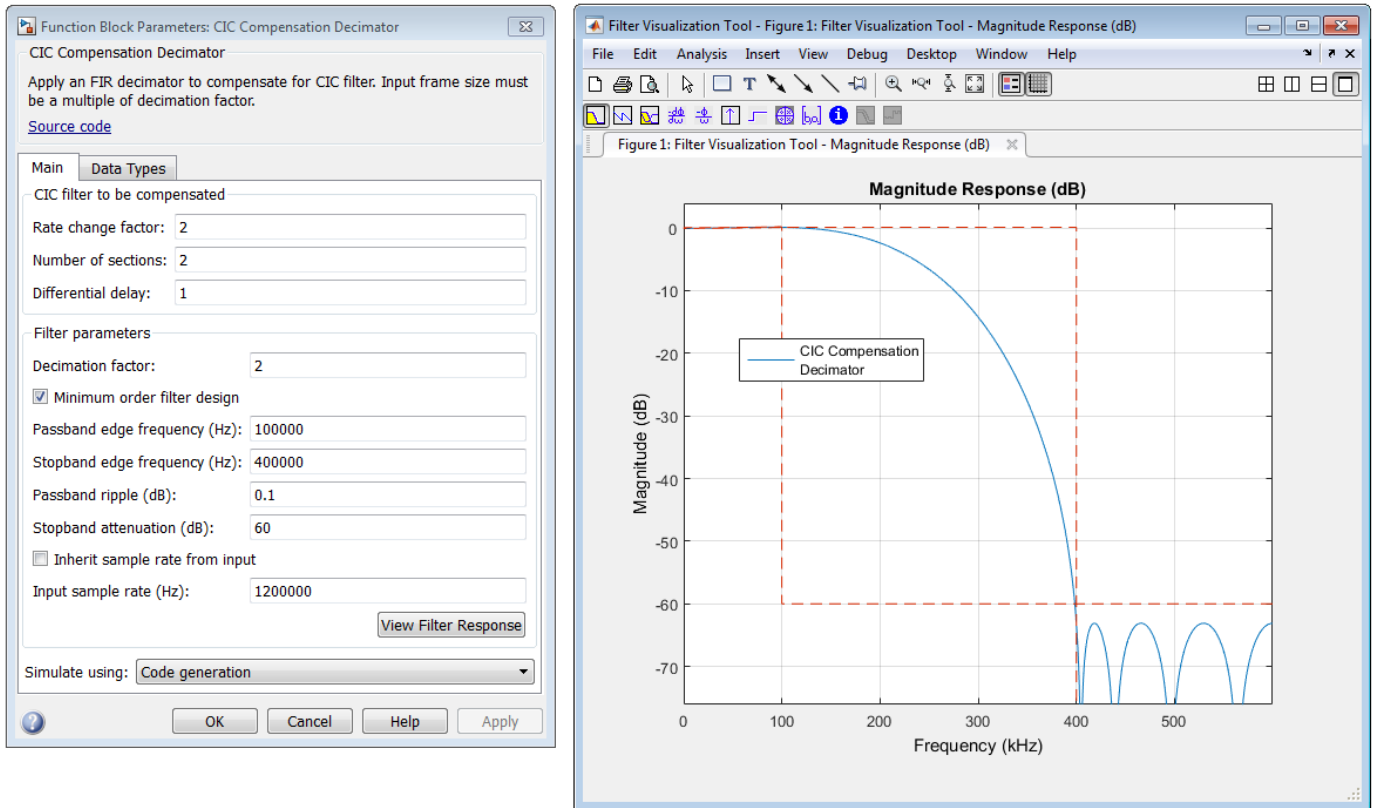 Function Block Parameters: CIC Compensation Decimator
CIC Compensation Decimator
Apply an FIR decimator to compensate for CIC filter. Input frame size must
be a multiple of decimation factor.
Source code
Main Data Types
CIC filter to be compensated
Rate change factor: 2
Number of sections: 2
Differential delay: 1
Filter parameters
Decimation factor: 2
Minimum order filter design
Passband edge frequency (Hz): 100000
Stopband edge frequency (Hz): 400000
Passband ripple (dB): 0.1
Stopband attenuation (dB): 60
Inherit sample rate from input
Input sample rate (Hz): 1200000
View Filter Response
Simulate using: Code generation
OK Cancel Help Apply
Filter Visualization Tool - Figure 1: Filter Visualization Tool - Magnitude Response (dB)
File Edit Analysis Insert View Debug Desktop Window Help
Figure 1: Filter Visualization Tool - Magnitude Response (dB)
Magnitude Response (dB)
0
-10
-20
-30
-40
-50
-60
-70
Magnitude (dB)
CIC Compensation
Decimator
0 100 200 300 400 500
Frequency (kHz)